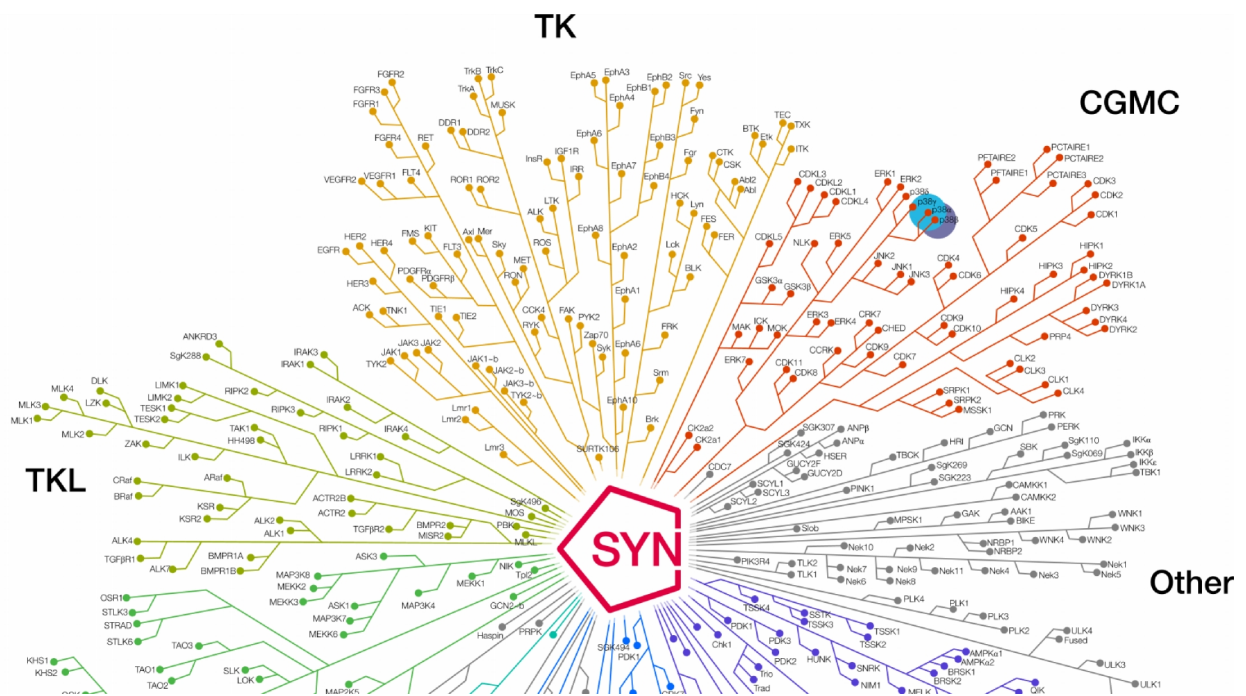 TK
CGMC
TKL
Other
SYN
FGFR2
FGFR3
FGFR1
FGFR4
RET
VEGFR2
VEGFR1
FLT4
TrkB
TrkC
TrkA
MUSK
DDR1
DDR2
ROR1
ROR2
HER2
EGFR
HER4
HER3
FMS
KIT
FLT3
PDGFRα
PDGFRβ
Axl
Mer
Sky
MET
RON
ACK
TNK1
TIE1
TIE2
InsR
IGF1R
IRR
LTK
ALK
ROS
CCK4
RYK
FAK
PYK2
Zap70
Syk
JAK1
JAK3
JAK2
TYK2
JAK1~b
JAK2~b
JAK3~b
TYK2~b
Lmr1
Lmr2
Lmr3
SURTK106
EphA5
EphA3
EphA4
EphA6
EphA7
EphB1
EphB2
EphB3
EphB4
EphA8
EphA2
EphA1
EphA6
EphA10
Src
Yes
Fyn
Fgr
HCK
Lyn
Lck
BLK
FRK
Srm
Brk
CTK
CSK
Abl2
Abl
FES
FER
BTK
TEC
TXK
Etk
ITK
CDKL3
CDKL2
CDKL1
CDKL4
CDKL5
ERK1
ERK2
p38δ
p38γ
p38α
p38β
NLK
ERK5
JNK2
JNK1
JNK3
GSK3α
GSK3β
MAK
ICK
MOK
ERK3
ERK4
ERK7
CDK11
CDK8
CRK7
CHED
CCRK
CDK9
CDK7
CDK4
CDK6
CDK9
CDK10
PFTAIRE2
PFTAIRE1
PCTAIRE1
PCTAIRE2
PCTAIRE3
CDK3
CDK2
CDK1
CDK5
HIPK1
HIPK2
HIPK3
HIPK4
DYRK1B
DYRK1A
DYRK3
DYRK4
DYRK2
PRP4
CLK2
CLK3
CLK1
CLK4
SRPK1
SRPK2
MSSK1
CK2a2
CK2a1
CDC7
ANKRD3
SgK288
IRAK3
IRAK1
IRAK2
IRAK4
RIPK2
RIPK3
RIPK1
DLK
LZK
MLK4
MLK3
MLK1
MLK2
LIMK1
LIMK2
TESK1
TESK2
TAK1
HH498
ZAK
ILK
LRRK1
LRRK2
CRaf
BRaf
ARaf
KSR
KSR2
ACTR2B
ACTR2
TGFβR2
BMPR2
MISR2
SgK496
MOS
PBK
MLKL
ALK4
TGFβR1
ALK7
ALK2
ALK1
BMPR1A
BMPR1B
ASK3
MAP3K8
MEKK2
MEKK3
ASK1
MAP3K7
MEKK6
MAP3K4
MEKK1
NIK
Tpl2
GCN2~b
OSR1
STLK3
STRAD
STLK6
TAO3
TAO1
TAO2
SLK
LOK
KHS1
KHS2
MAP2K5
Haspin
PRPK
SGK494
PDK1
SGK307
SGK424
ANPβ
ANPα
HSER
GUCY2F
GUCY2D
SCYL1
SCYL3
SCYL2
PRK
PERK
GCN
HRI
TBCK
SBK
SgK110
SgK069
SgK269
SGK223
PINK1
IKKα
IKKβ
IKKε
TBK1
CAMKK1
CAMKK2
Slob
MPSK1
GAK
AAK1
BIKE
WNK1
WNK3
WNK4
WNK2
NRBP1
NRBP2
PIK3R4
TLK2
TLK1
Nek10
Nek2
Nek7
Nek6
Nek9
Nek8
Nek11
Nek4
Nek3
Nek1
Nek5
PLK4
PLK1
PLK3
PLK2
ULK4
Fused
ULK3
ULK1
TSSK4
SSTK
TSSK3
TSSK1
TSSK2
PDK1
Chk1
PDK3
PDK2
Trio
Trad
HUNK
SNRK
NIM1
AMPKα1
AMPKα2
BRSK1
BRSK2
MELK
QIK